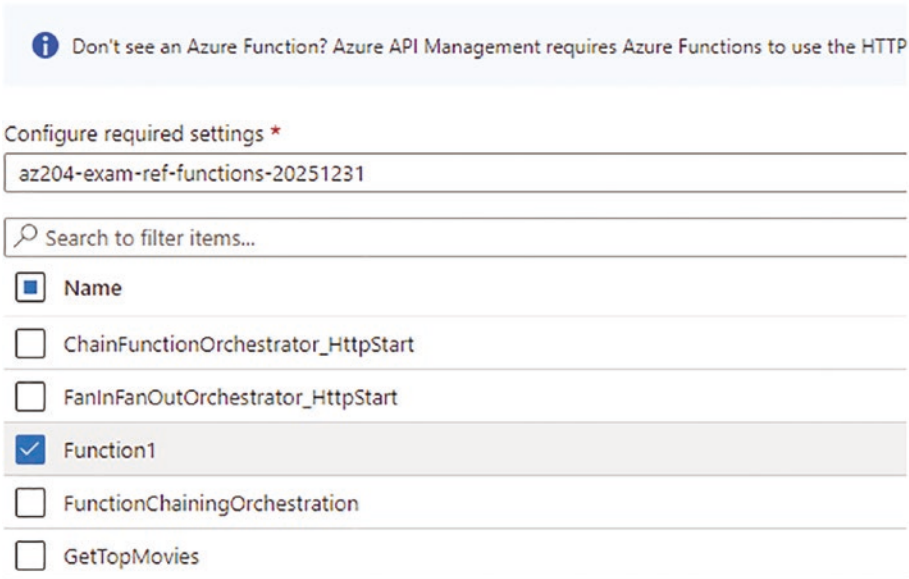 Don't see an Azure Function? Azure API Management requires Azure Functions to use the HTTP
Configure required settings *
az204-exam-ref-functions-20251231
Search to filter items...
Name
ChainFunctionOrchestrator_HttpStart
FanInFanOutOrchestrator_HttpStart
Function1
FunctionChainingOrchestration
GetTopMovies